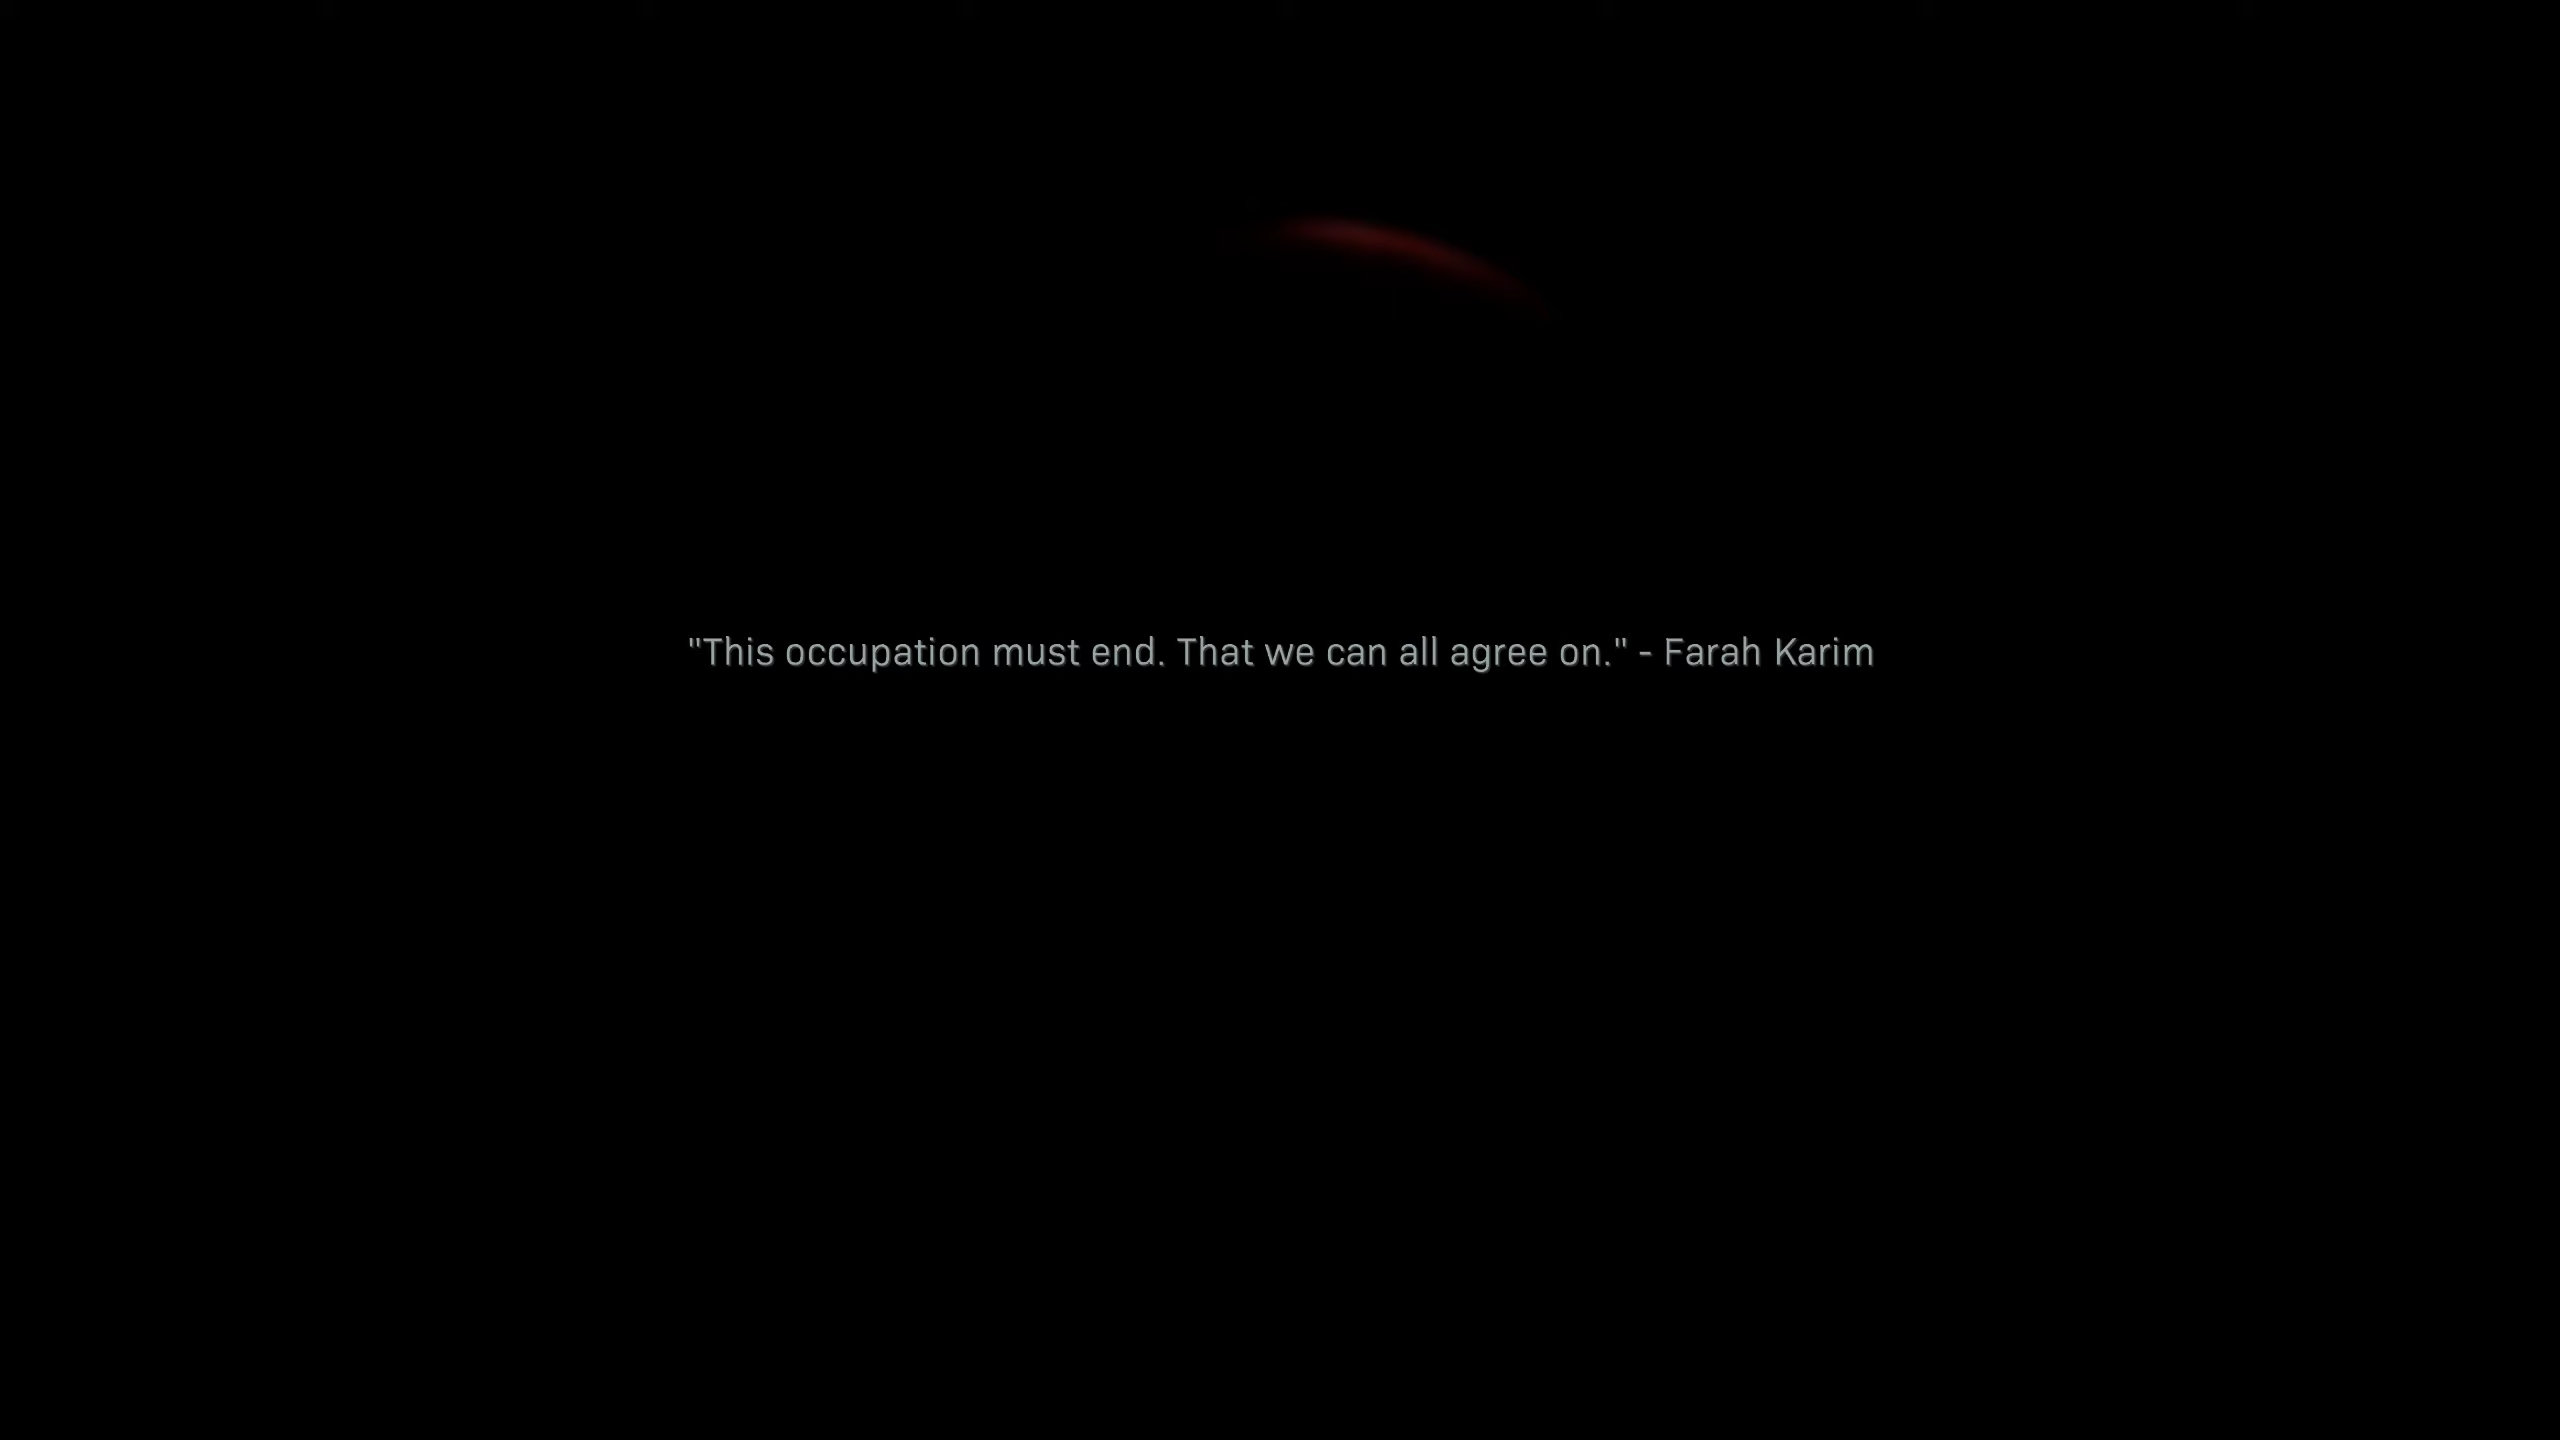 "This occupation must end. That we can all agree on." - Farah Karim